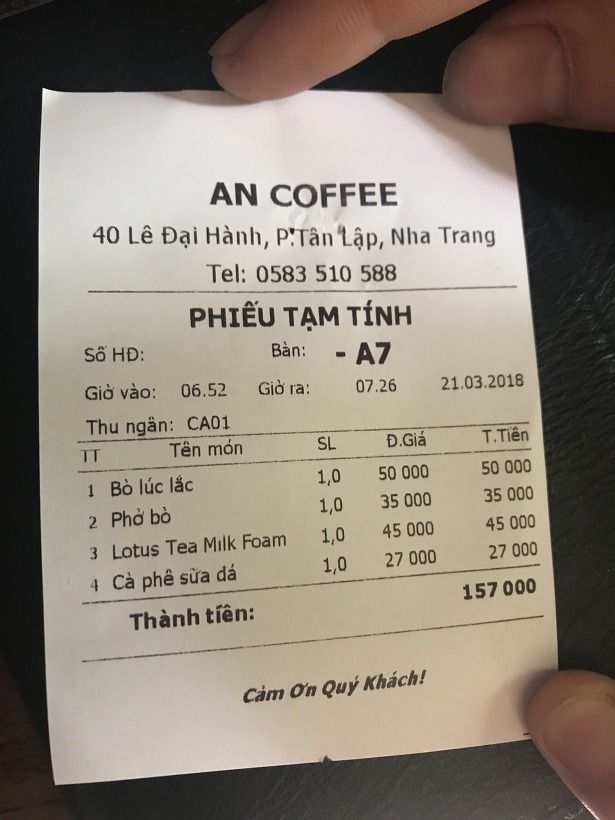 AN COFFEE
40 Lê Đại Hành, P.Tân Lập, Nha Trang
Tel: 0583 510 588
PHIẾU TẠM TÍNH
Số HĐ: Bàn: - A7
Giờ vào: 06.52 Giờ ra: 07.26 21.03.2018
Thu ngân: CA01
TT Tên món SL Đ.Giá T.Tiền
1 Bò lúc lắc 1,0 50 000 50 000
2 Phở bò 1,0 35 000 35 000
3 Lotus Tea Milk Foam 1,0 45 000 45 000
4 Cà phê sữa đá 1,0 27 000 27 000
Thành tiền: 157 000
Cảm Ơn Quý Khách!